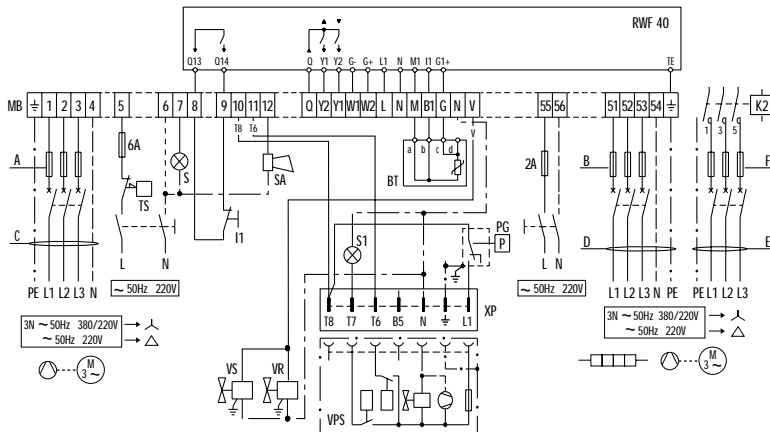 RWF 40
Q13 Q14 Q Y1 Y2 G- G+ L1 N M1 I1 G1+ TE
MB 1 2 3 4 5 6 7 8 9 10 11 12 Q Y2 Y1 W1 W2 L N M B1 G N V 55 56 51 52 53 54 K2
T8 T6 V 1 3 5
6A 2A
a b c d
A S SA BT B F
TS
I1 S1 PG
P
C D E
L N L N
PE L1 L2 L3 N XP L1 L2 L3 N PE PE L1 L2 L3
~ 50Hz 220V ~ 50Hz 220V
T8 T7 T6 B5 N L1
3N ~ 50Hz 380/220V
~ 50Hz 220V
3N ~ 50Hz 380/220V
~ 50Hz 220V
M
3 ~
VS VR
VPS
M
3 ~